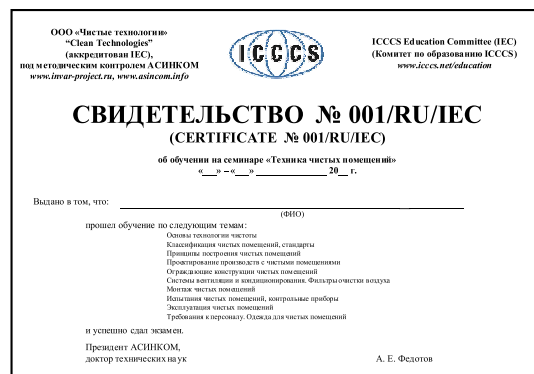 ООО «Чистые технологии»
“Clean Technologies”
(аккредитован IEC),
под методическим контролем АСИНКОМ
www.invar-project.ru, www.asincom.info
ICCCS
ICCCS Education Committee (IEC)
(Комитет по образованию ICCCS)
www.icccs.net/education
СВИДЕТЕЛЬСТВО № 001/RU/IEC
(CERTIFICATE № 001/RU/IEC)
об обучении на семинаре «Техника чистых помещений»
«___» – «___» ______________ 20__ г.
Выдано в том, что:
(ФИО)
прошел обучение по следующим темам:
Основы технологии чистоты
Классификация чистых помещений, стандарты
Принципы построения чистых помещений
Проектирование производств с чистыми помещениями
Ограждающие конструкции чистых помещений
Системы вентиляции и кондиционирования. Фильтры очистки воздуха
Монтаж чистых помещений
Испытания чистых помещений, контрольные приборы
Эксплуатация чистых помещений
Требования к персоналу. Одежда для чистых помещений
и успешно сдал экзамен.
Президент АСИНКОМ,
доктор технических наук
А. Е. Федотов